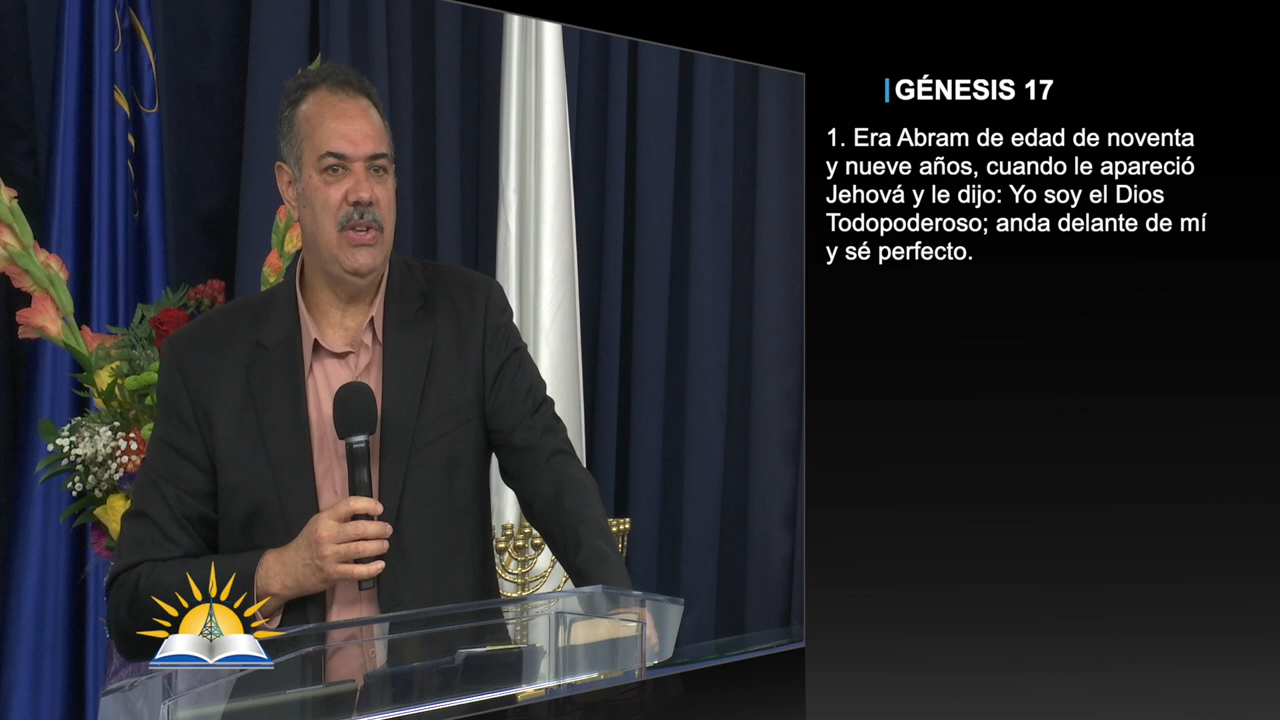 GÉNESIS 17
1. Era Abram de edad de noventa
y nueve años, cuando le apareció
Jehová y le dijo: Yo soy el Dios
Todopoderoso; anda delante de mí
y sé perfecto.